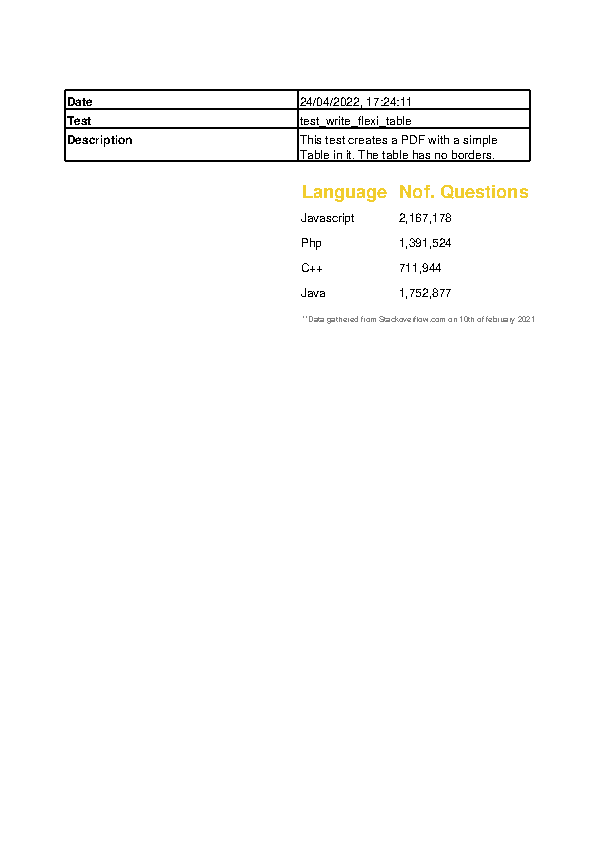 Date 24/04/2022, 17:24:11
Test test_write_flexi_table
Description This test creates a PDF with a simple
Table in it. The table has no borders.
Language Nof. Questions
Javascript 2,167,178
Php 1,391,524
C++ 711,944
Java 1,752,877
**Data gathered from Stackoverflow.com on 10th of february 2021